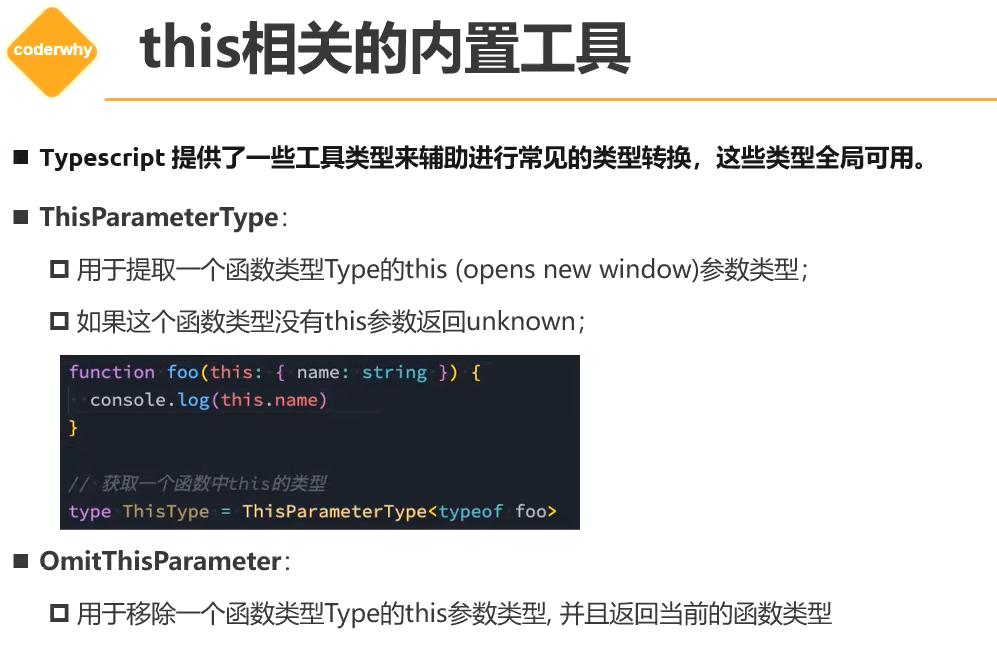 coderwhy
this相关的内置工具
Typescript 提供了一些工具类型来辅助进行常见的类型转换，这些类型全局可用。
ThisParameterType：
用于提取一个函数类型Type的this (opens new window)参数类型；
如果这个函数类型没有this参数返回unknown；
function foo(this: { name: string }) {
  console.log(this.name)
}
// 获取一个函数中this的类型
type ThisType = ThisParameterType<typeof foo>
OmitThisParameter：
用于移除一个函数类型Type的this参数类型, 并且返回当前的函数类型